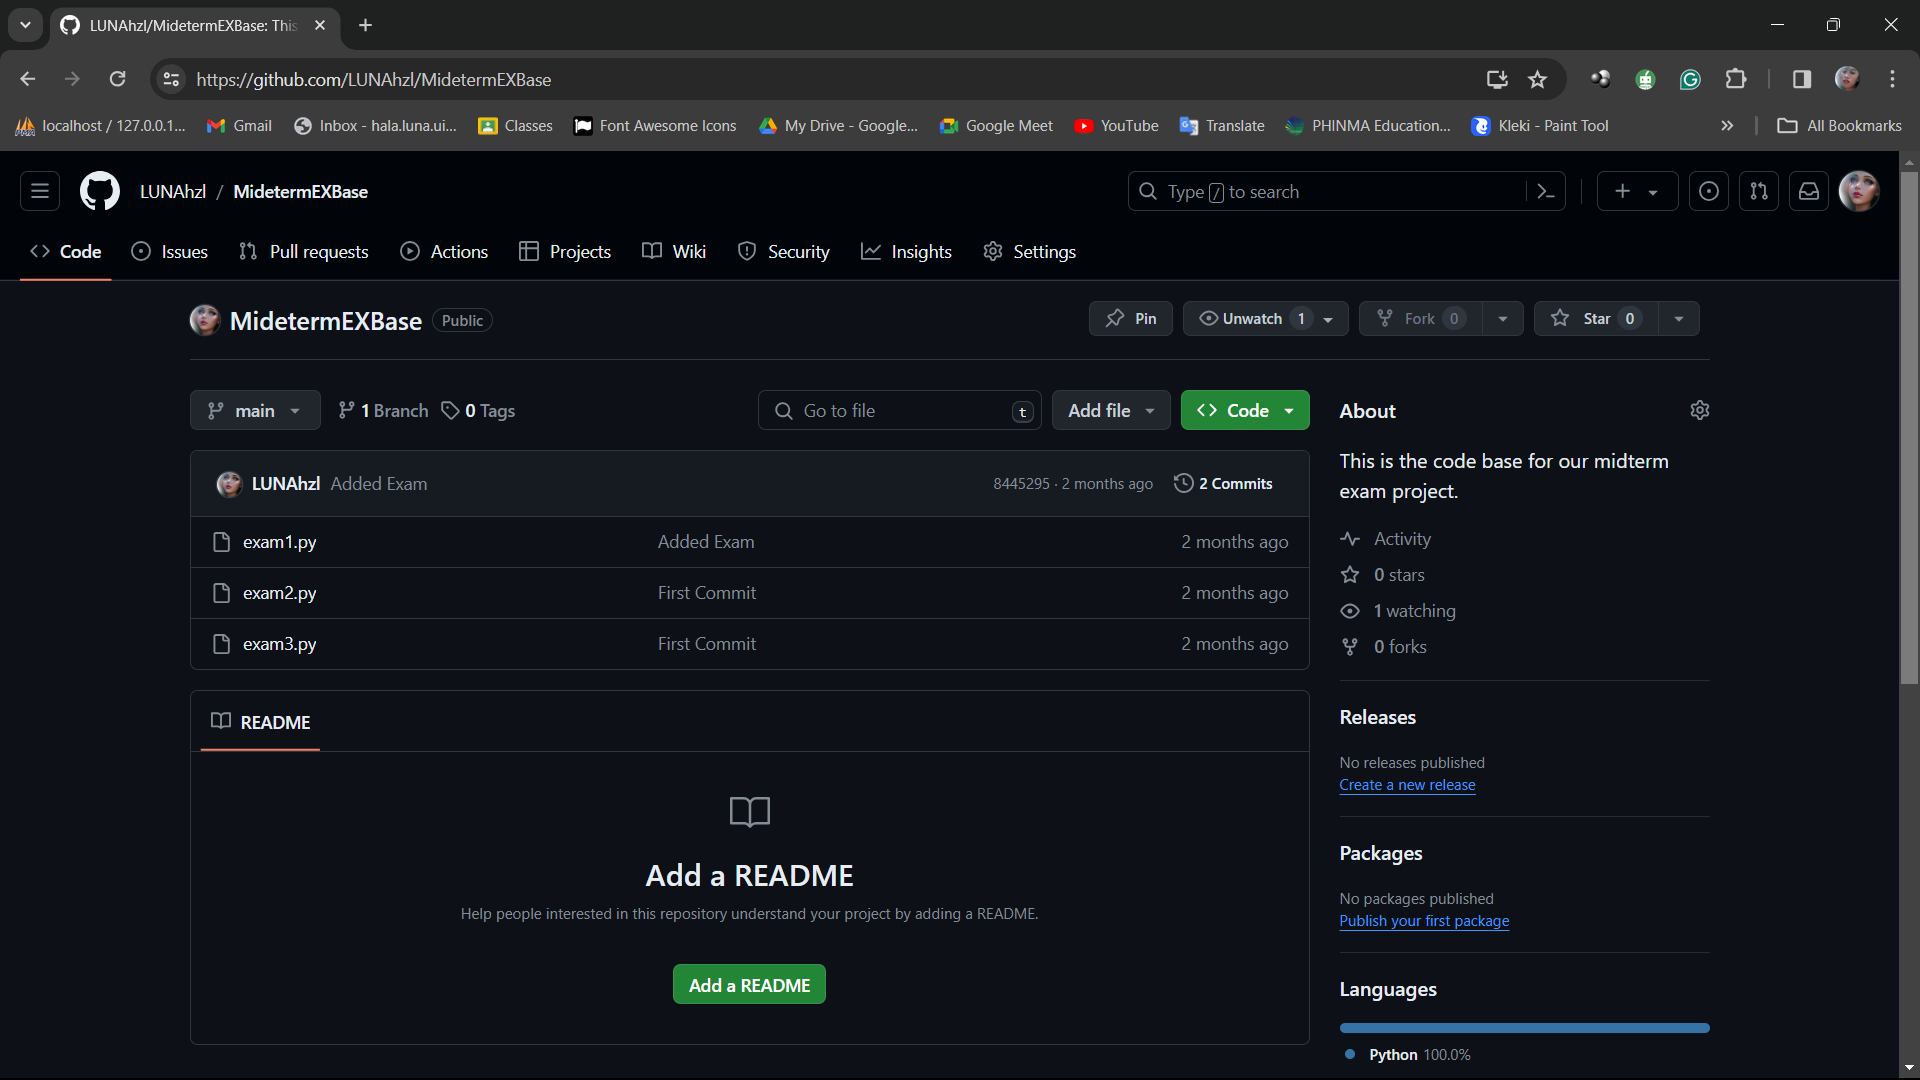 LUNAhzl/MidetermEXBase: This
https://github.com/LUNAhzl/MidetermEXBase
localhost / 127.0.0.1... Gmail Inbox - hala.luna.ui... Classes Font Awesome Icons My Drive - Google... Google Meet YouTube Translate PHINMA Education... Kleki - Paint Tool » All Bookmarks
LUNAhzl / MidetermEXBase Type / to search
Code Issues Pull requests Actions Projects Wiki Security Insights Settings
MidetermEXBase Public Pin Unwatch 1 Fork 0 Star 0
main 1 Branch 0 Tags Go to file t Add file Code
LUNAhzl Added Exam 8445295 · 2 months ago 2 Commits
exam1.py Added Exam 2 months ago
exam2.py First Commit 2 months ago
exam3.py First Commit 2 months ago
README
Add a README
Help people interested in this repository understand your project by adding a README.
Add a README
About
This is the code base for our midterm
exam project.
Activity
0 stars
1 watching
0 forks
Releases
No releases published
Create a new release
Packages
No packages published
Publish your first package
Languages
Python 100.0%